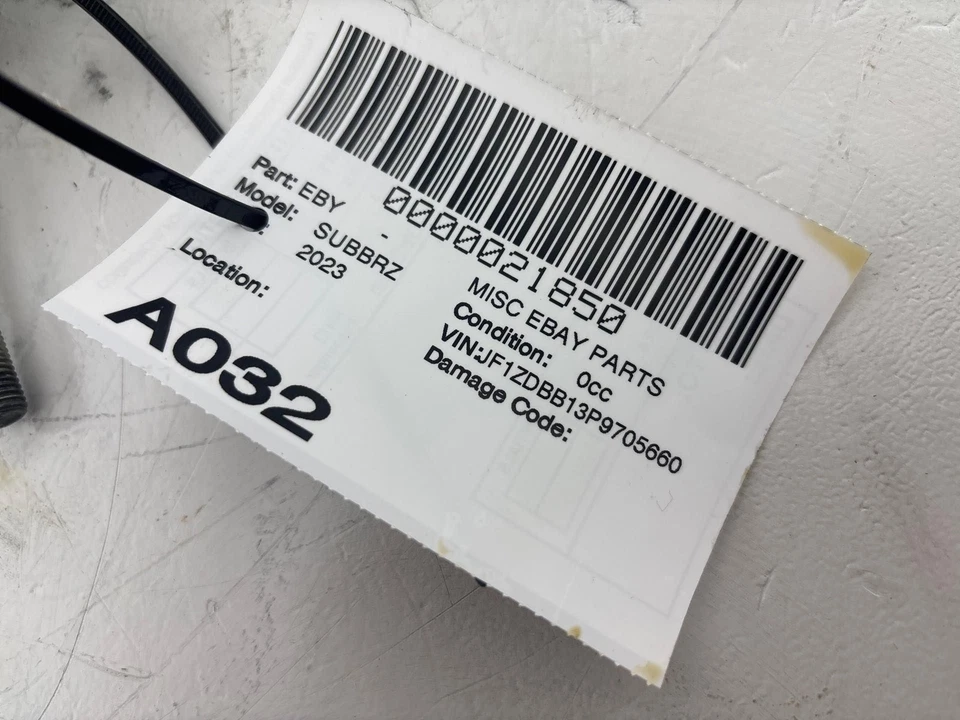 0000021850
Part: EBY - MISC EBAY PARTS
Model: SUBBRZ Condition: 0cc
: 2023 VIN:JF1ZDBB13P9705660
Location: Damage Code:
A032